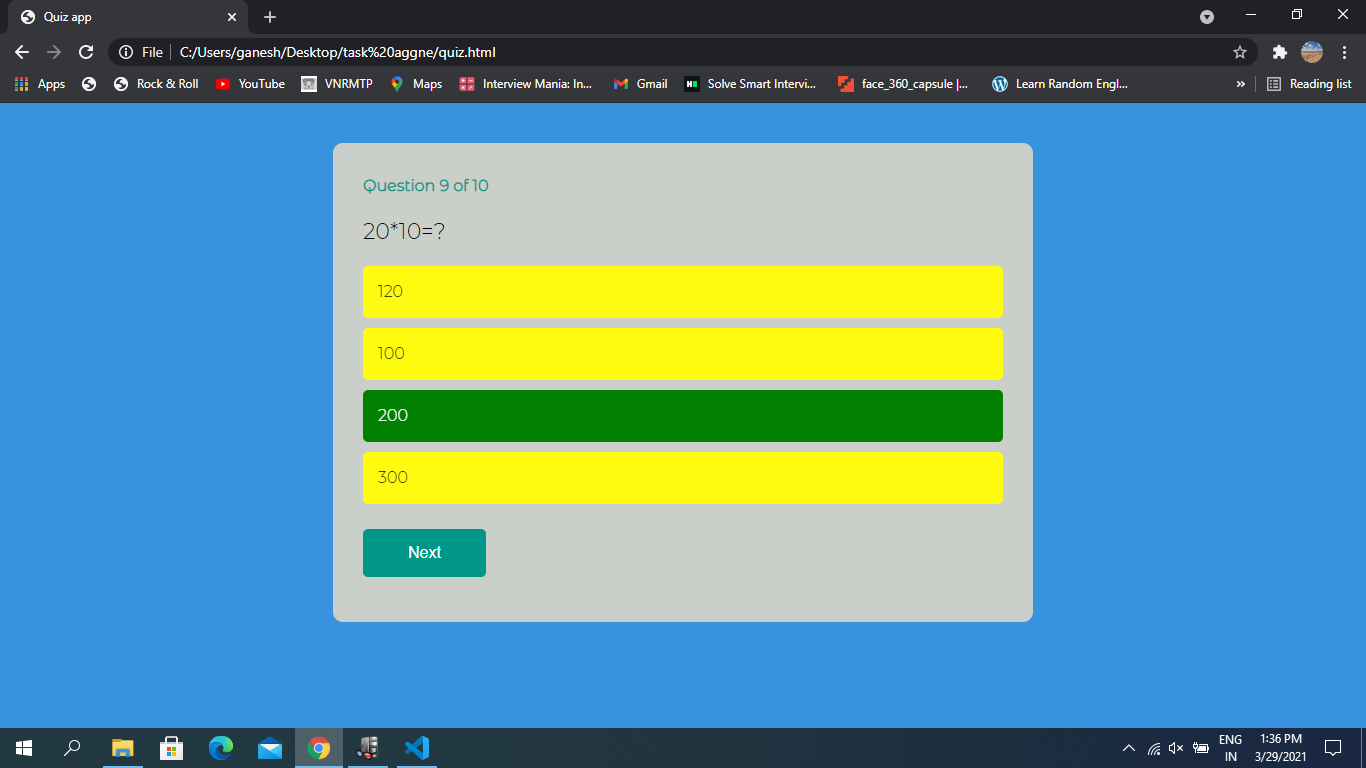 Quiz app
File C:/Users/ganesh/Desktop/task%20aggne/quiz.html
Apps Rock & Roll YouTube VNRMTP Maps Interview Mania: In... Gmail Solve Smart Intervi... face_360_capsule |... Learn Random Engl... » Reading list
Question 9 of 10
20*10=?
120
100
200
300
Next
ENG
IN
1:36 PM
3/29/2021